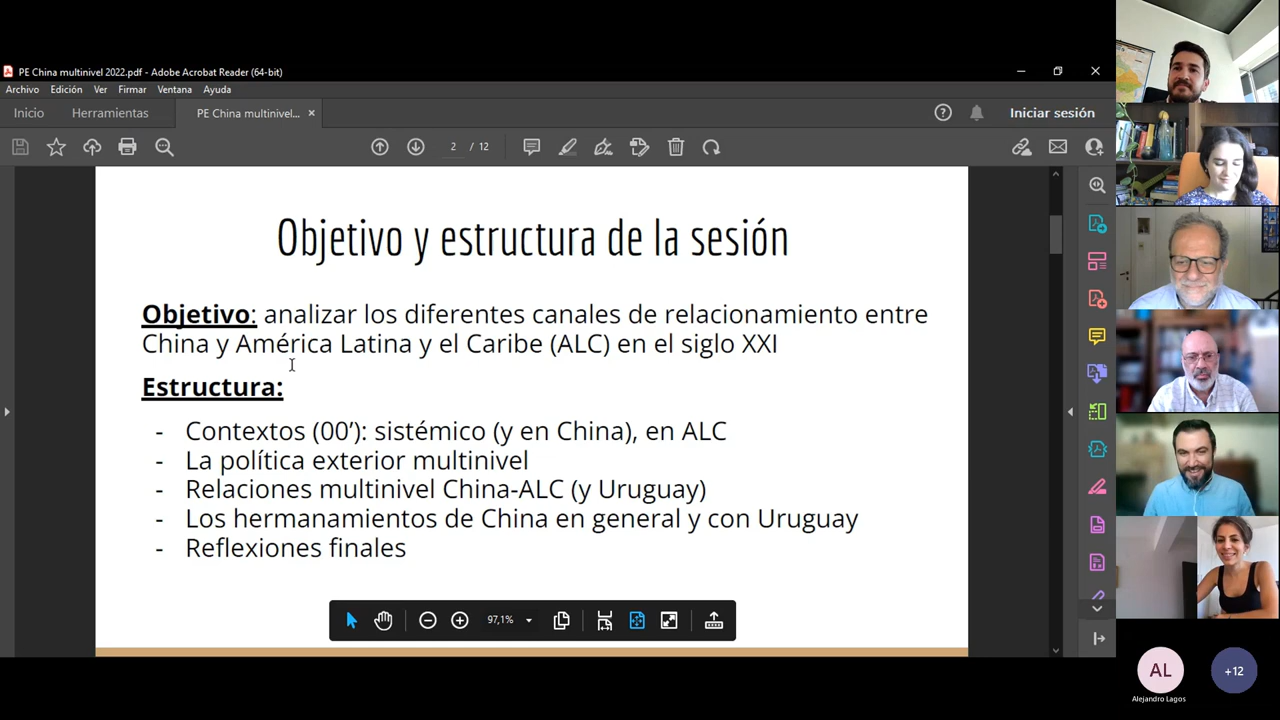 PE China multinivel 2022.pdf - Adobe Acrobat Reader (64-bit)
Archivo Edición Ver Firmar Ventana Ayuda
Inicio Herramientas PE China multinivel... Iniciar sesión
2 / 12
Objetivo y estructura de la sesión
Objetivo: analizar los diferentes canales de relacionamiento entre
China y América Latina y el Caribe (ALC) en el siglo XXI
Estructura:
- Contextos (00’): sistémico (y en China), en ALC
- La política exterior multinivel
- Relaciones multinivel China-ALC (y Uruguay)
- Los hermanamientos de China en general y con Uruguay
- Reflexiones finales
97,1%
AL
+12
Alejandro Lagos